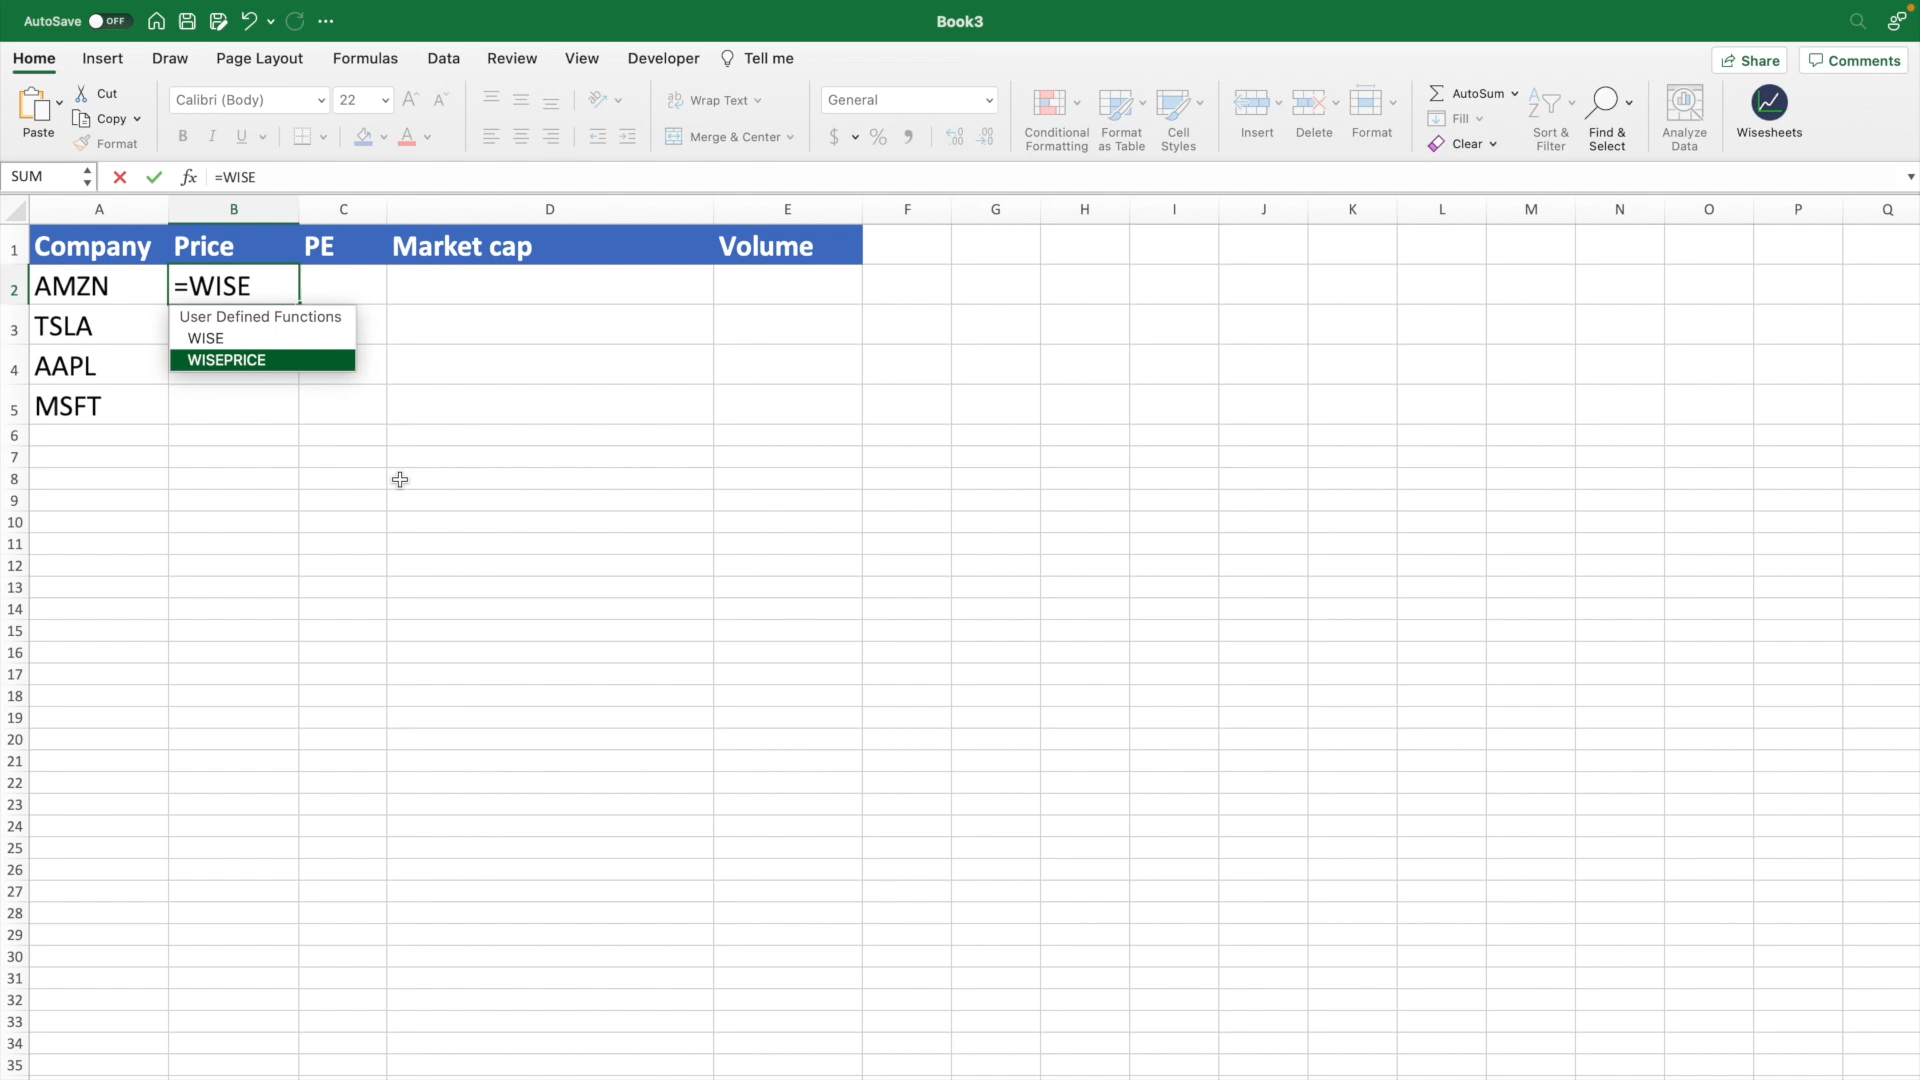 AutoSave OFF ... Book3
Home Insert Draw Page Layout Formulas Data Review View Developer Tell me Share Comments
Paste Cut Copy Format
Calibri (Body) 22
B I U A
Wrap Text
Merge & Center
General
$ %
Conditional Formatting
Format as Table
Cell Styles
Insert Delete Format
AutoSum
Fill
Clear
Sort & Filter
Find & Select
Analyze Data
Wisesheets
SUM fx =WISE
A B C D E F G H I J K L M N O P Q
1 Company Price PE Market cap Volume
2 AMZN =WISE
User Defined Functions
WISE
WISEPRICE
3 TSLA
4 AAPL
5 MSFT
6
7
8
9
10
11
12
13
14
15
16
17
18
19
20
21
22
23
24
25
26
27
28
29
30
31
32
33
34
35